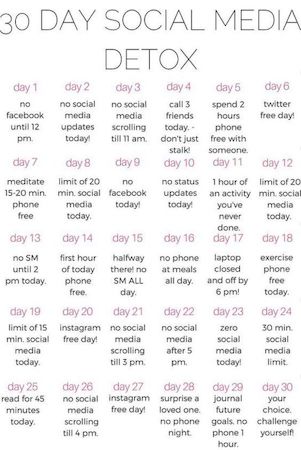 30 DAY SOCIAL MEDIA
DETOX
day 1
no
facebook
until 12
pm.
day 2
no social
media
updates
today!
day 3
no social
media
scrolling
till 11 am.
day 4
call 3
friends
today. -
don't just
stalk!
day 5
spend 2
hours
phone
free with
someone.
day 6
twitter
free day!
day 7
meditate
15-20 min.
phone
free
day 8
limit of 20
min. social
media
today.
day 9
no
facebook
today!
day 10
no status
updates
today!
day 11
1 hour of
an activity
you've
never
done.
day 12
limit of 20
min. social
media
today.
day 13
no SM
until 2
pm today.
day 14
first hour
of today
phone
free.
day 15
halfway
there! no
SM ALL
day.
day 16
no phone
at meals
all day.
day 17
laptop
closed
and off by
6 pm!
day 18
exercise
phone
free
today.
day 19
limit of 15
min. social
media
today.
day 20
instagram
free day!
day 21
no social
media
scrolling
till 3 pm.
day 22
no social
media
after 5
pm.
day 23
zero
social
media
today!
day 24
30 min.
social
media
limit.
day 25
read for 45
minutes
today.
day 26
no social
media
scrolling
till 4 pm.
day 27
instagram
free day!
day 28
surprise a
loved one.
no phone
night.
day 29
journal
future
goals. no
phone 1
hour.
day 30
your
choice.
challenge
yourself!